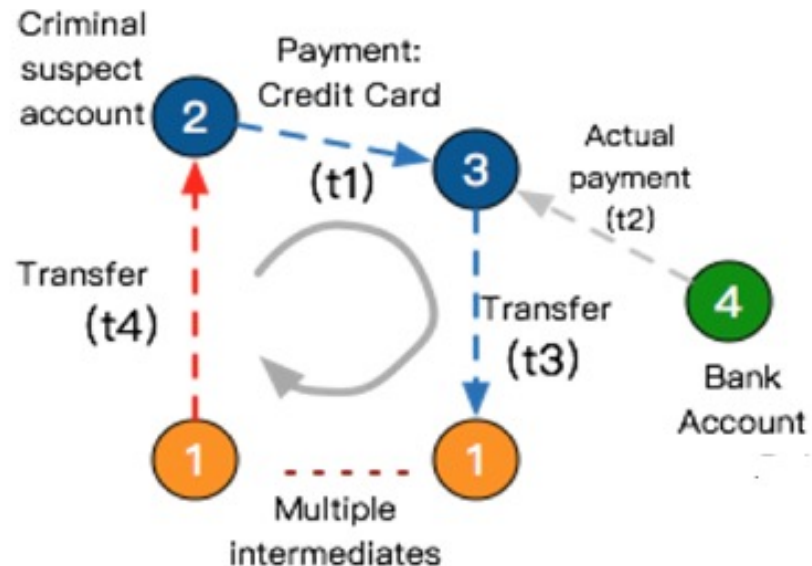 Criminal
suspect
account
2
Payment:
Credit Card
(t1)
3
Actual
payment
(t2)
4
Bank
Account
Transfer
(t3)
Transfer
(t4)
1
1
Multiple
intermediates